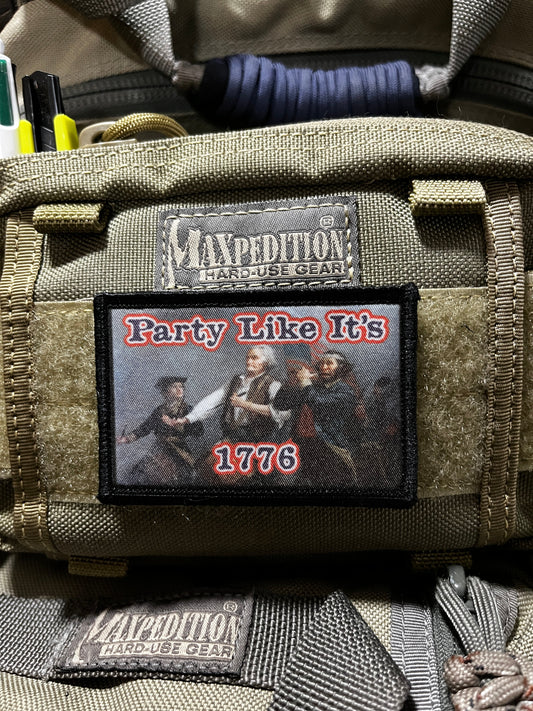 MAXPEDITION®
HARD-USE GEAR
Party Like It's
1776
MAXPEDITION®
HARD-USE GEAR